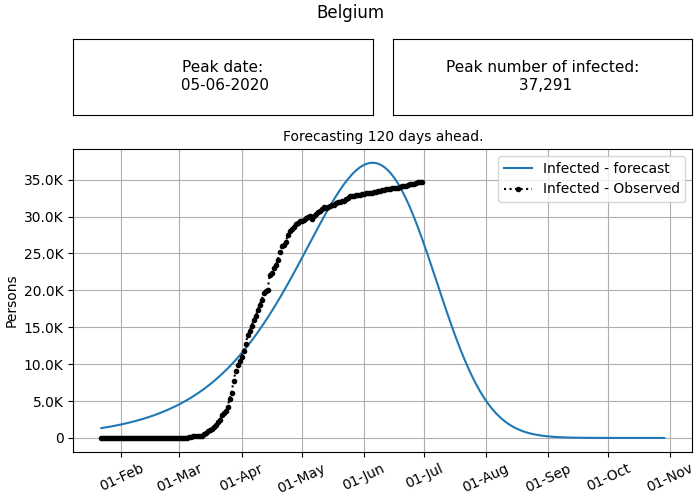 Belgium
Peak date:
05-06-2020
Peak number of infected:
37,291
Forecasting 120 days ahead.
Infected - forecast
Infected - Observed
Persons
35.0K
30.0K
25.0K
20.0K
15.0K
10.0K
5.0K
0
01-Feb
01-Mar
01-Apr
01-May
01-Jun
01-Jul
01-Aug
01-Sep
01-Oct
01-Nov